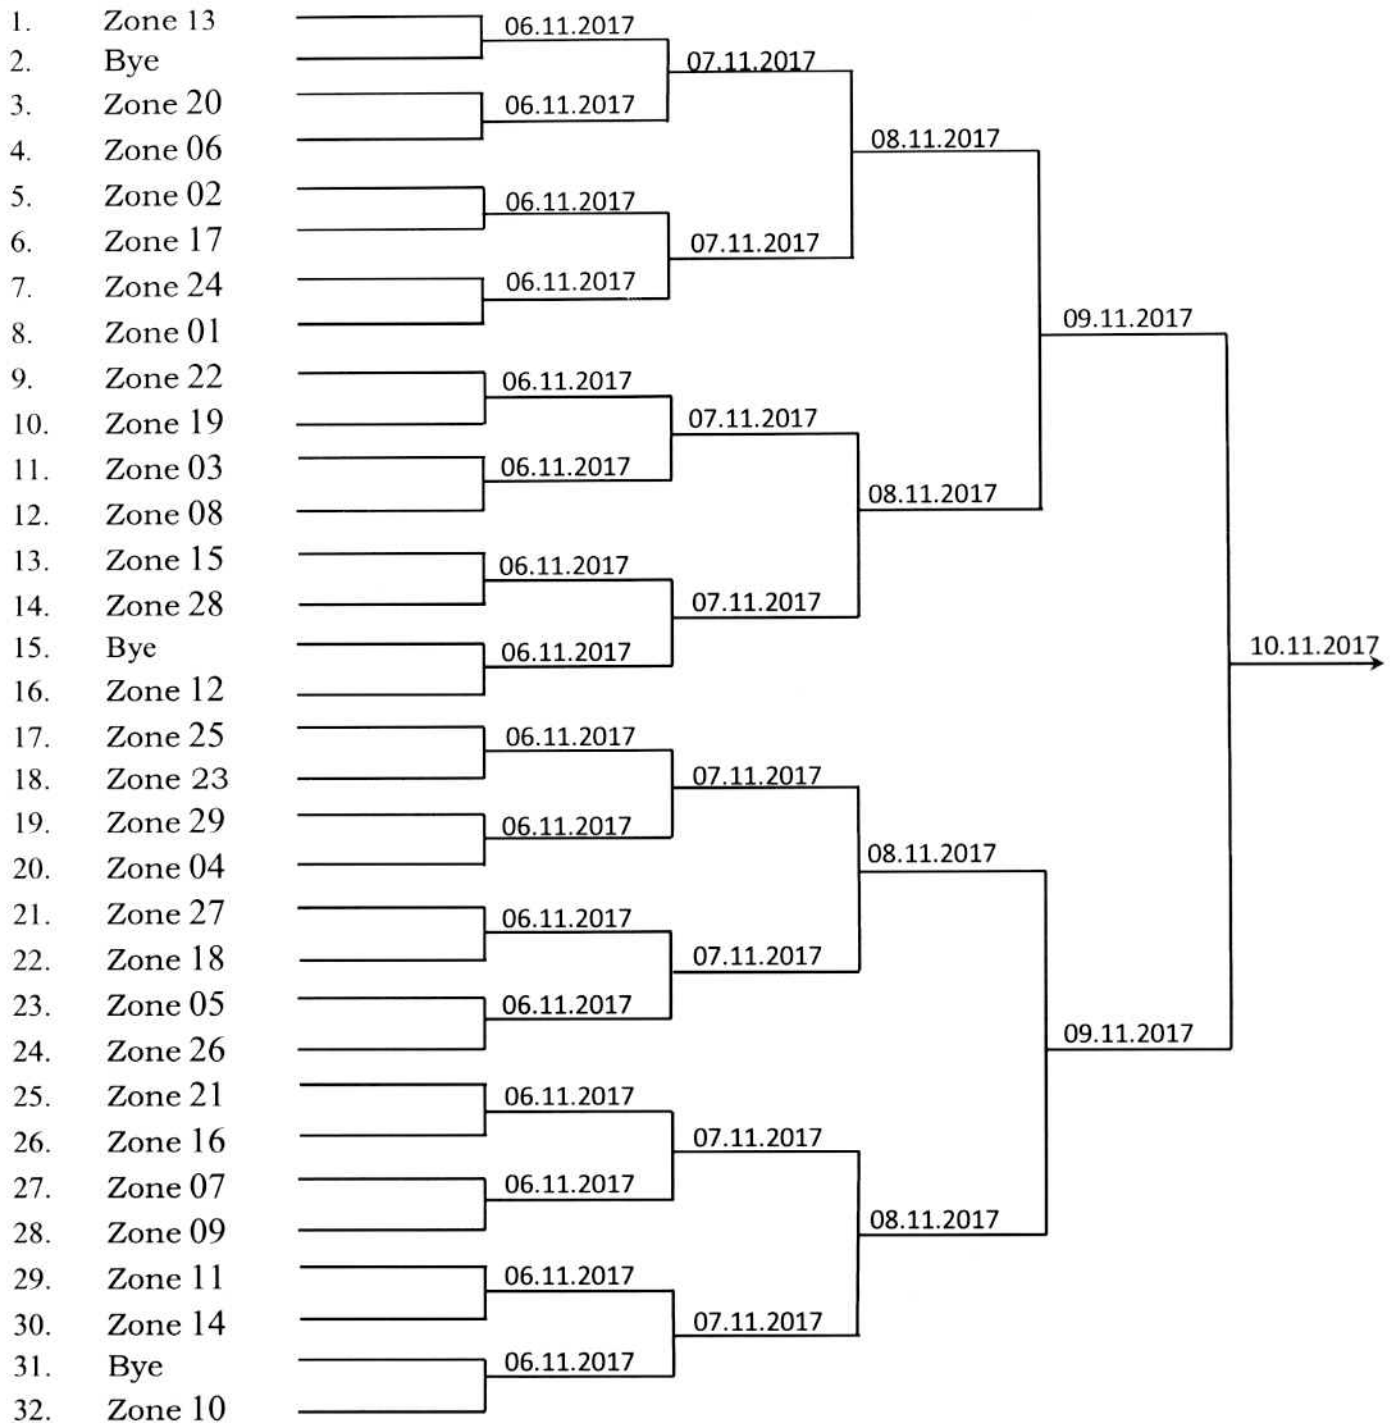 1. Zone 13
06.11.2017
2. Bye
07.11.2017
3. Zone 20
06.11.2017
4. Zone 06
08.11.2017
5. Zone 02
06.11.2017
6. Zone 17
07.11.2017
7. Zone 24
06.11.2017
8. Zone 01
09.11.2017
9. Zone 22
06.11.2017
10. Zone 19
07.11.2017
11. Zone 03
06.11.2017
12. Zone 08
08.11.2017
13. Zone 15
06.11.2017
14. Zone 28
07.11.2017
15. Bye
06.11.2017
10.11.2017
16. Zone 12
17. Zone 25
06.11.2017
18. Zone 23
07.11.2017
19. Zone 29
06.11.2017
20. Zone 04
08.11.2017
21. Zone 27
06.11.2017
22. Zone 18
07.11.2017
23. Zone 05
06.11.2017
24. Zone 26
09.11.2017
25. Zone 21
06.11.2017
26. Zone 16
07.11.2017
27. Zone 07
06.11.2017
28. Zone 09
08.11.2017
29. Zone 11
06.11.2017
30. Zone 14
07.11.2017
31. Bye
06.11.2017
32. Zone 10